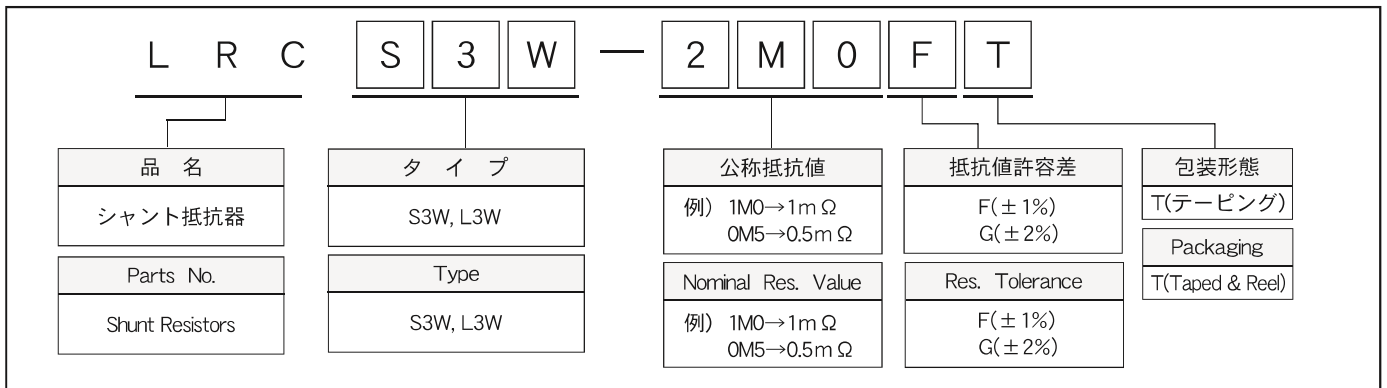 LRC S3W—2M0FT
品 名
シャント抵抗器
Parts No.
Shunt Resistors
タ イ プ
S3W, L3W
Type
S3W, L3W
公称抵抗値
例) 1M0→1mΩ
0M5→0.5mΩ
Nominal Res. Value
例) 1M0→1mΩ
0M5→0.5mΩ
抵抗値許容差
F(±1%)
G(±2%)
Res. Tolerance
F(±1%)
G(±2%)
包装形態
T(テーピング)
Packaging
T(Taped & Reel)